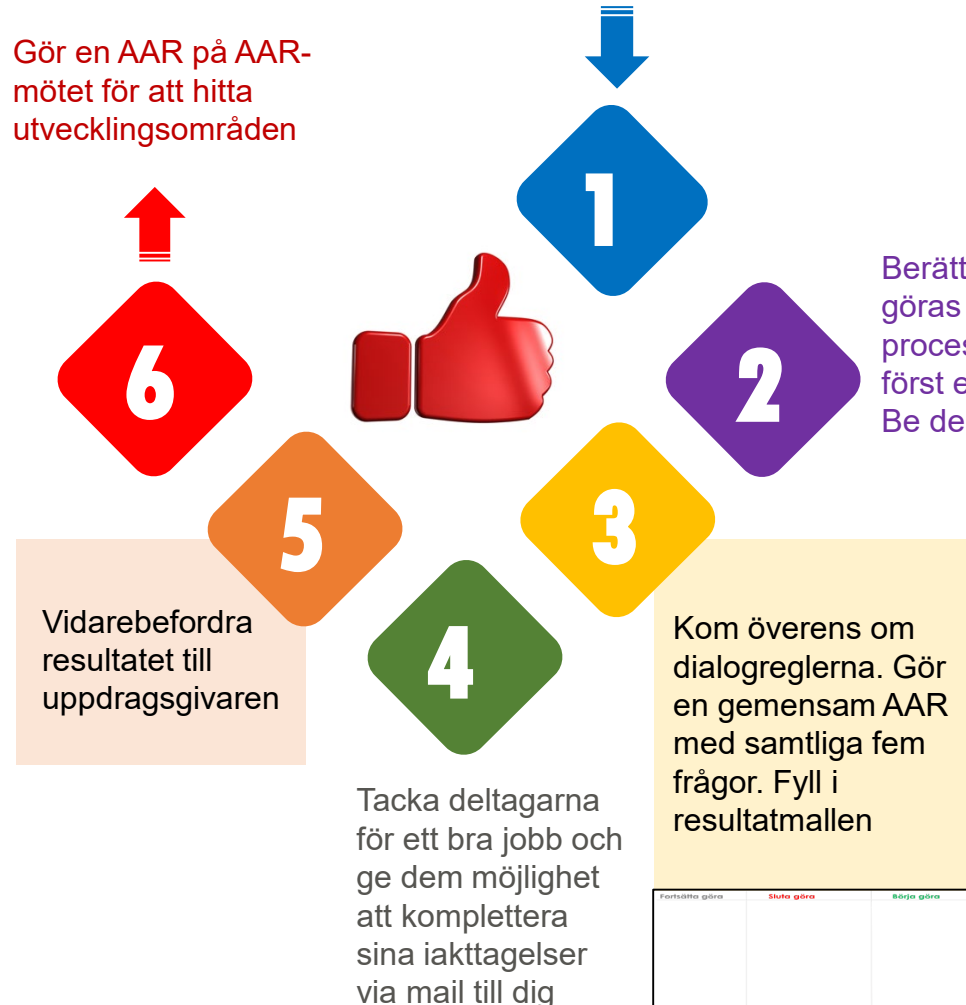 Gör en AAR på AAR-
mötet för att hitta
utvecklingsområden
1
göras
först
Be
2
6
3
5
4
Vidarebefordra
resultatet till
uppdragsgivaren
Kom överens om
dialogreglerna. Gör
en gemensam AAR
med samtliga fem
frågor. Fyll i
resultatmallen
Tacka deltagarna
för ett bra jobb och
ge dem möjlighet
att komplettera
sina iakttagelser
via mail till dig
Fortsätta göra
Sluta göra
Börja göra